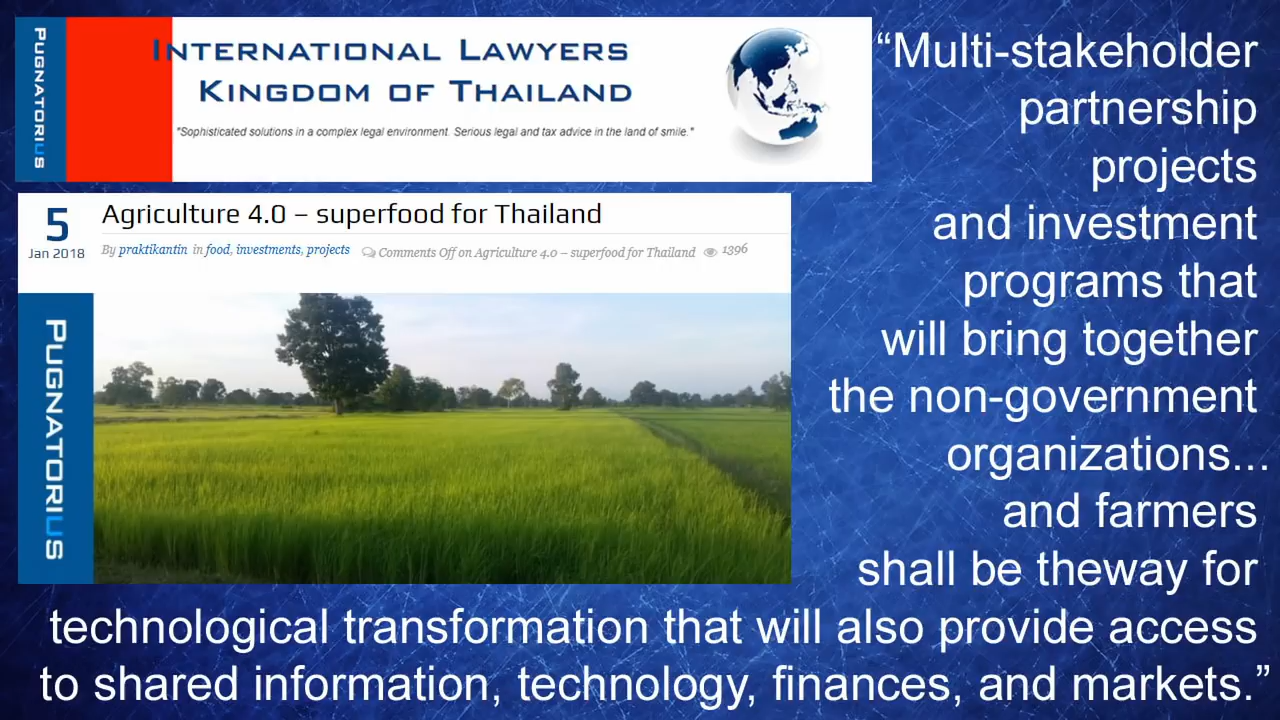 PUGNATORIUS
INTERNATIONAL LAWYERS
KINGDOM OF THAILAND
"Sophisticated solutions in a complex legal environment. Serious legal and tax advice in the land of smile."
5
Jan 2018
Agriculture 4.0 – superfood for Thailand
By praktikantin in food, investments, projects Comments Off on Agriculture 4.0 – superfood for Thailand 1396
PUGNATORIUS
“Multi-stakeholder
partnership
projects
and investment
programs that
will bring together
the non-government
organizations...
and farmers
shall be theway for
technological transformation that will also provide access
to shared information, technology, finances, and markets.”